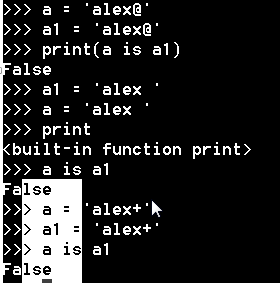 >>> a = 'alex@'
>>> a1 = 'alex@'
>>> print(a is a1)
False
>>> a1 = 'alex '
>>> a = 'alex '
>>> print
<built-in function print>
>>> a is a1
False
>>> a = 'alex+'
>>> a1 = 'alex+'
>>> a is a1
False